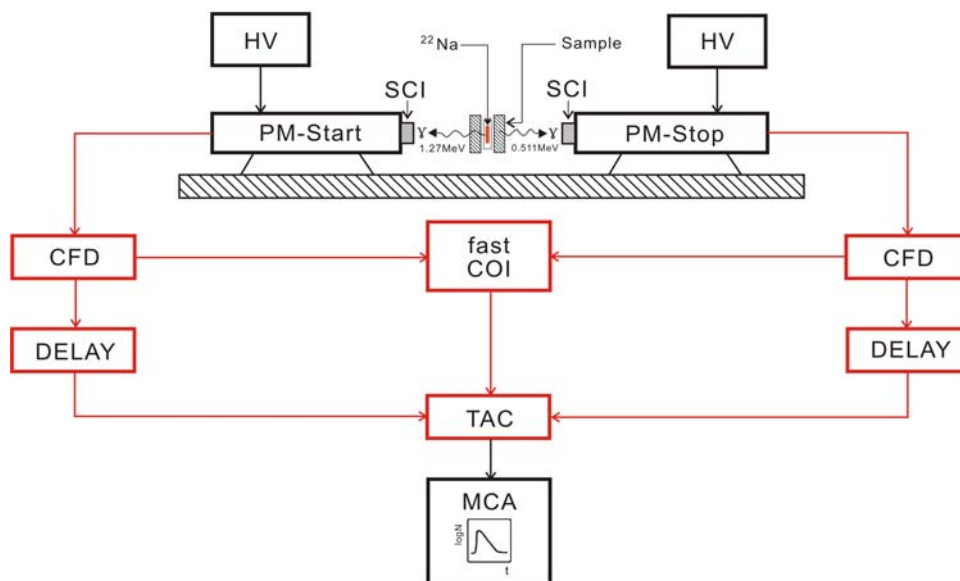 HV
²²Na
Sample
HV
SCI
SCI
PM-Start
γ
1.27MeV
0.511MeV
γ
PM-Stop
CFD
fast
COI
CFD
DELAY
DELAY
TAC
MCA
logN
t